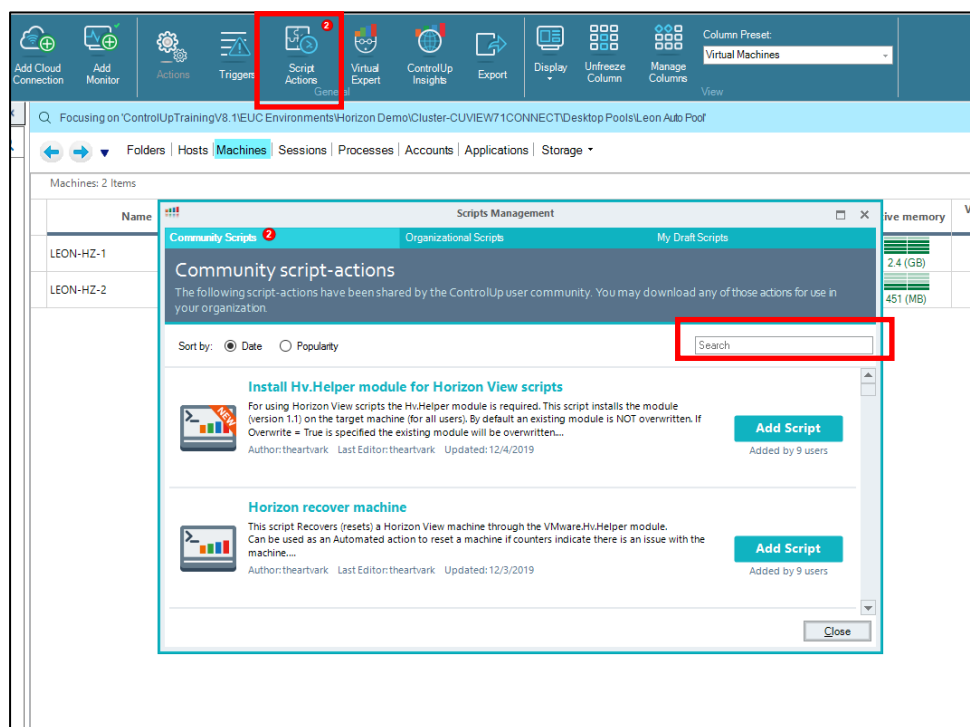 2
Add Cloud
Connection
Add
Monitor
Actions
Triggers
Script
Actions
Virtual
Expert
ControlUp
Insights
Export
General
Display
Unfreeze
Column
Manage
Columns
Column Preset:
Virtual Machines
View
Focusing on 'ControlUpTrainingV8.1\EUC Environments\Horizon Demo\Cluster-CUVIEW71CONNECT\Desktop Pools\Leon Auto Pool'
Folders | Hosts | Machines | Sessions | Processes | Accounts | Applications | Storage
Machines: 2 Items
Name
ive memory
V
LEON-HZ-1
2.4 (GB)
LEON-HZ-2
451 (MB)
Scripts Management
Community Scripts 2
Organizational Scripts
My Draft Scripts
Community script-actions
The following script-actions have been shared by the ControlUp user community. You may download any of those actions for use in
your organization.
Sort by: Date Popularity
Search
Install Hv.Helper module for Horizon View scripts
NEW
For using Horizon View scripts the Hv.Helper module is required. This script installs the module
(version 1.1) on the target machine (for all users). By default an existing module is NOT overwritten. If
Overwrite = True is specified the existing module will be overwritten....
Author:theartvark Last Editor:theartvark Updated:12/4/2019
Add Script
Added by 9 users
Horizon recover machine
This script Recovers (resets) a Horizon View machine through the VMware.Hv.Helper module.
Can be used as an Automated action to reset a machine if counters indicate there is an issue with the
machine....
Author:theartvark Last Editor:theartvark Updated:12/3/2019
Add Script
Added by 9 users
Close